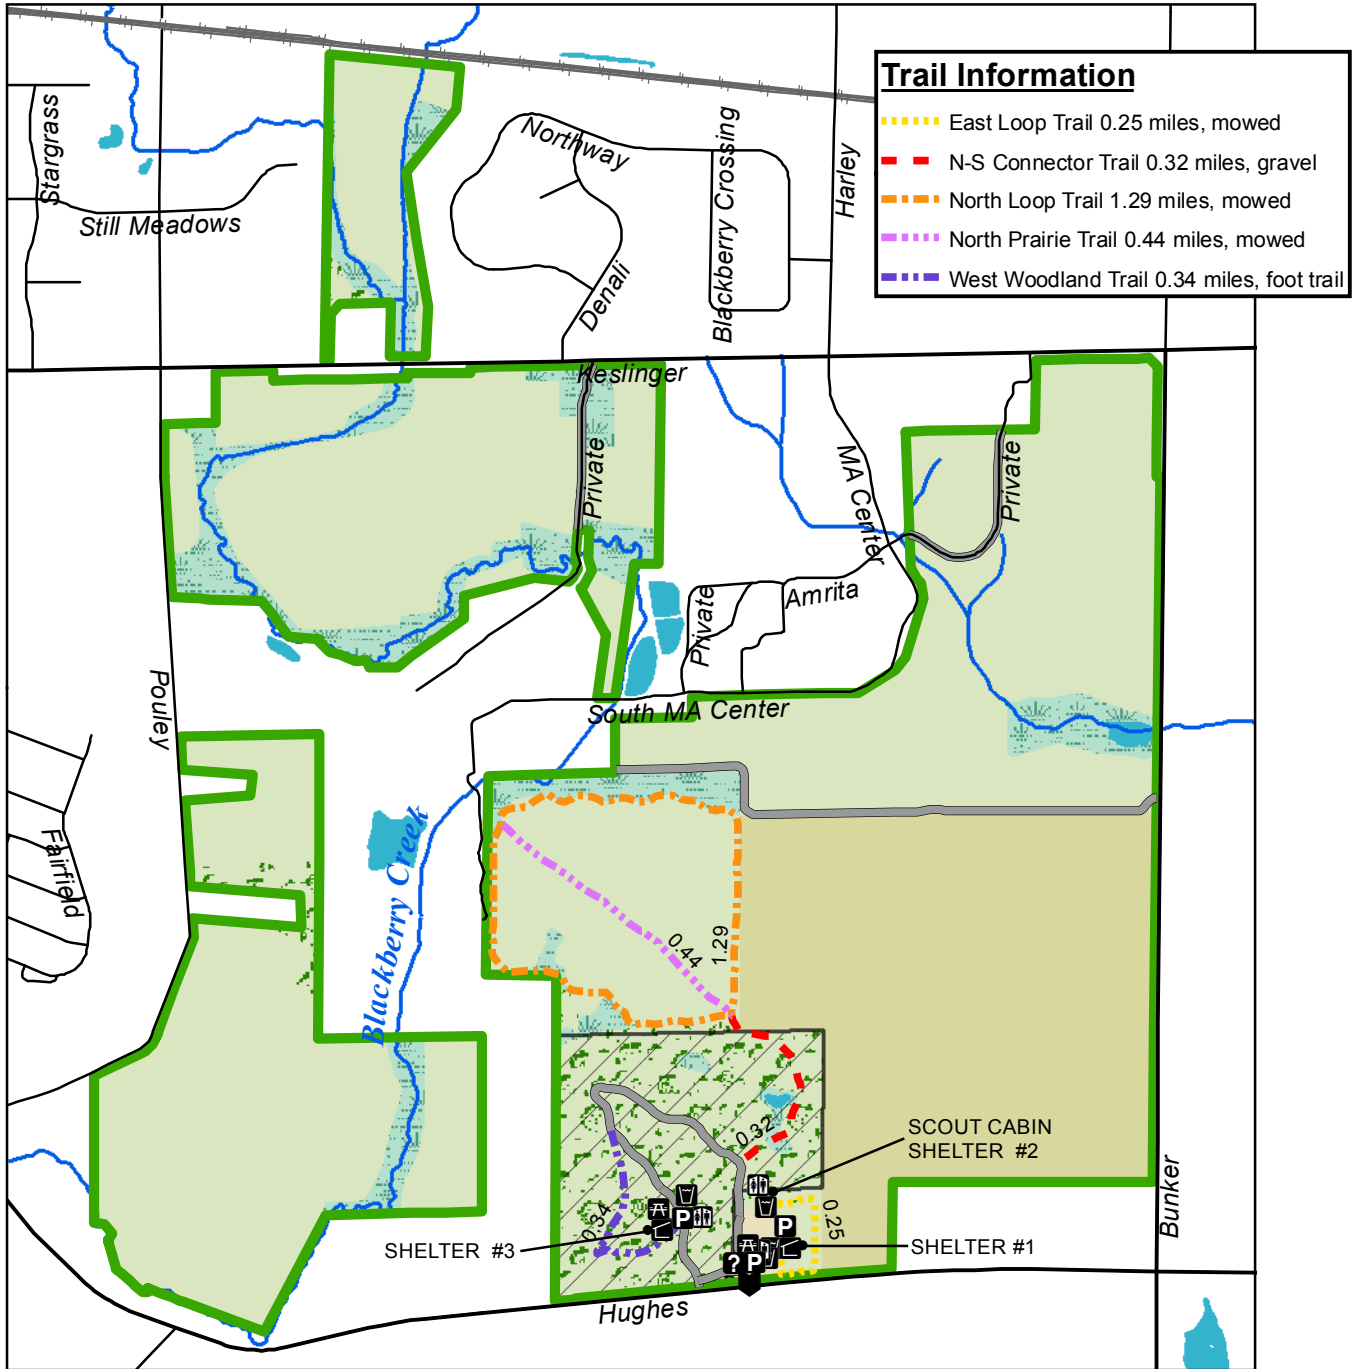 Trail Information
East Loop Trail 0.25 miles, mowed
N-S Connector Trail 0.32 miles, gravel
North Loop Trail 1.29 miles, mowed
North Prairie Trail 0.44 miles, mowed
West Woodland Trail 0.34 miles, foot trail
Stargrass
Still Meadows
Northway
Denali
Blackberry Crossing
Harley
Keslinger
Private
MA Center
Private
Amrita
Private
South MA Center
Pouley
Fairfield
Blackberry Creek
0.44
1.29
0.32
SCOUT CABIN
SHELTER #2
0.34
0.25
P
P
SHELTER #3
SHELTER #1
? P
Hughes
Bunker